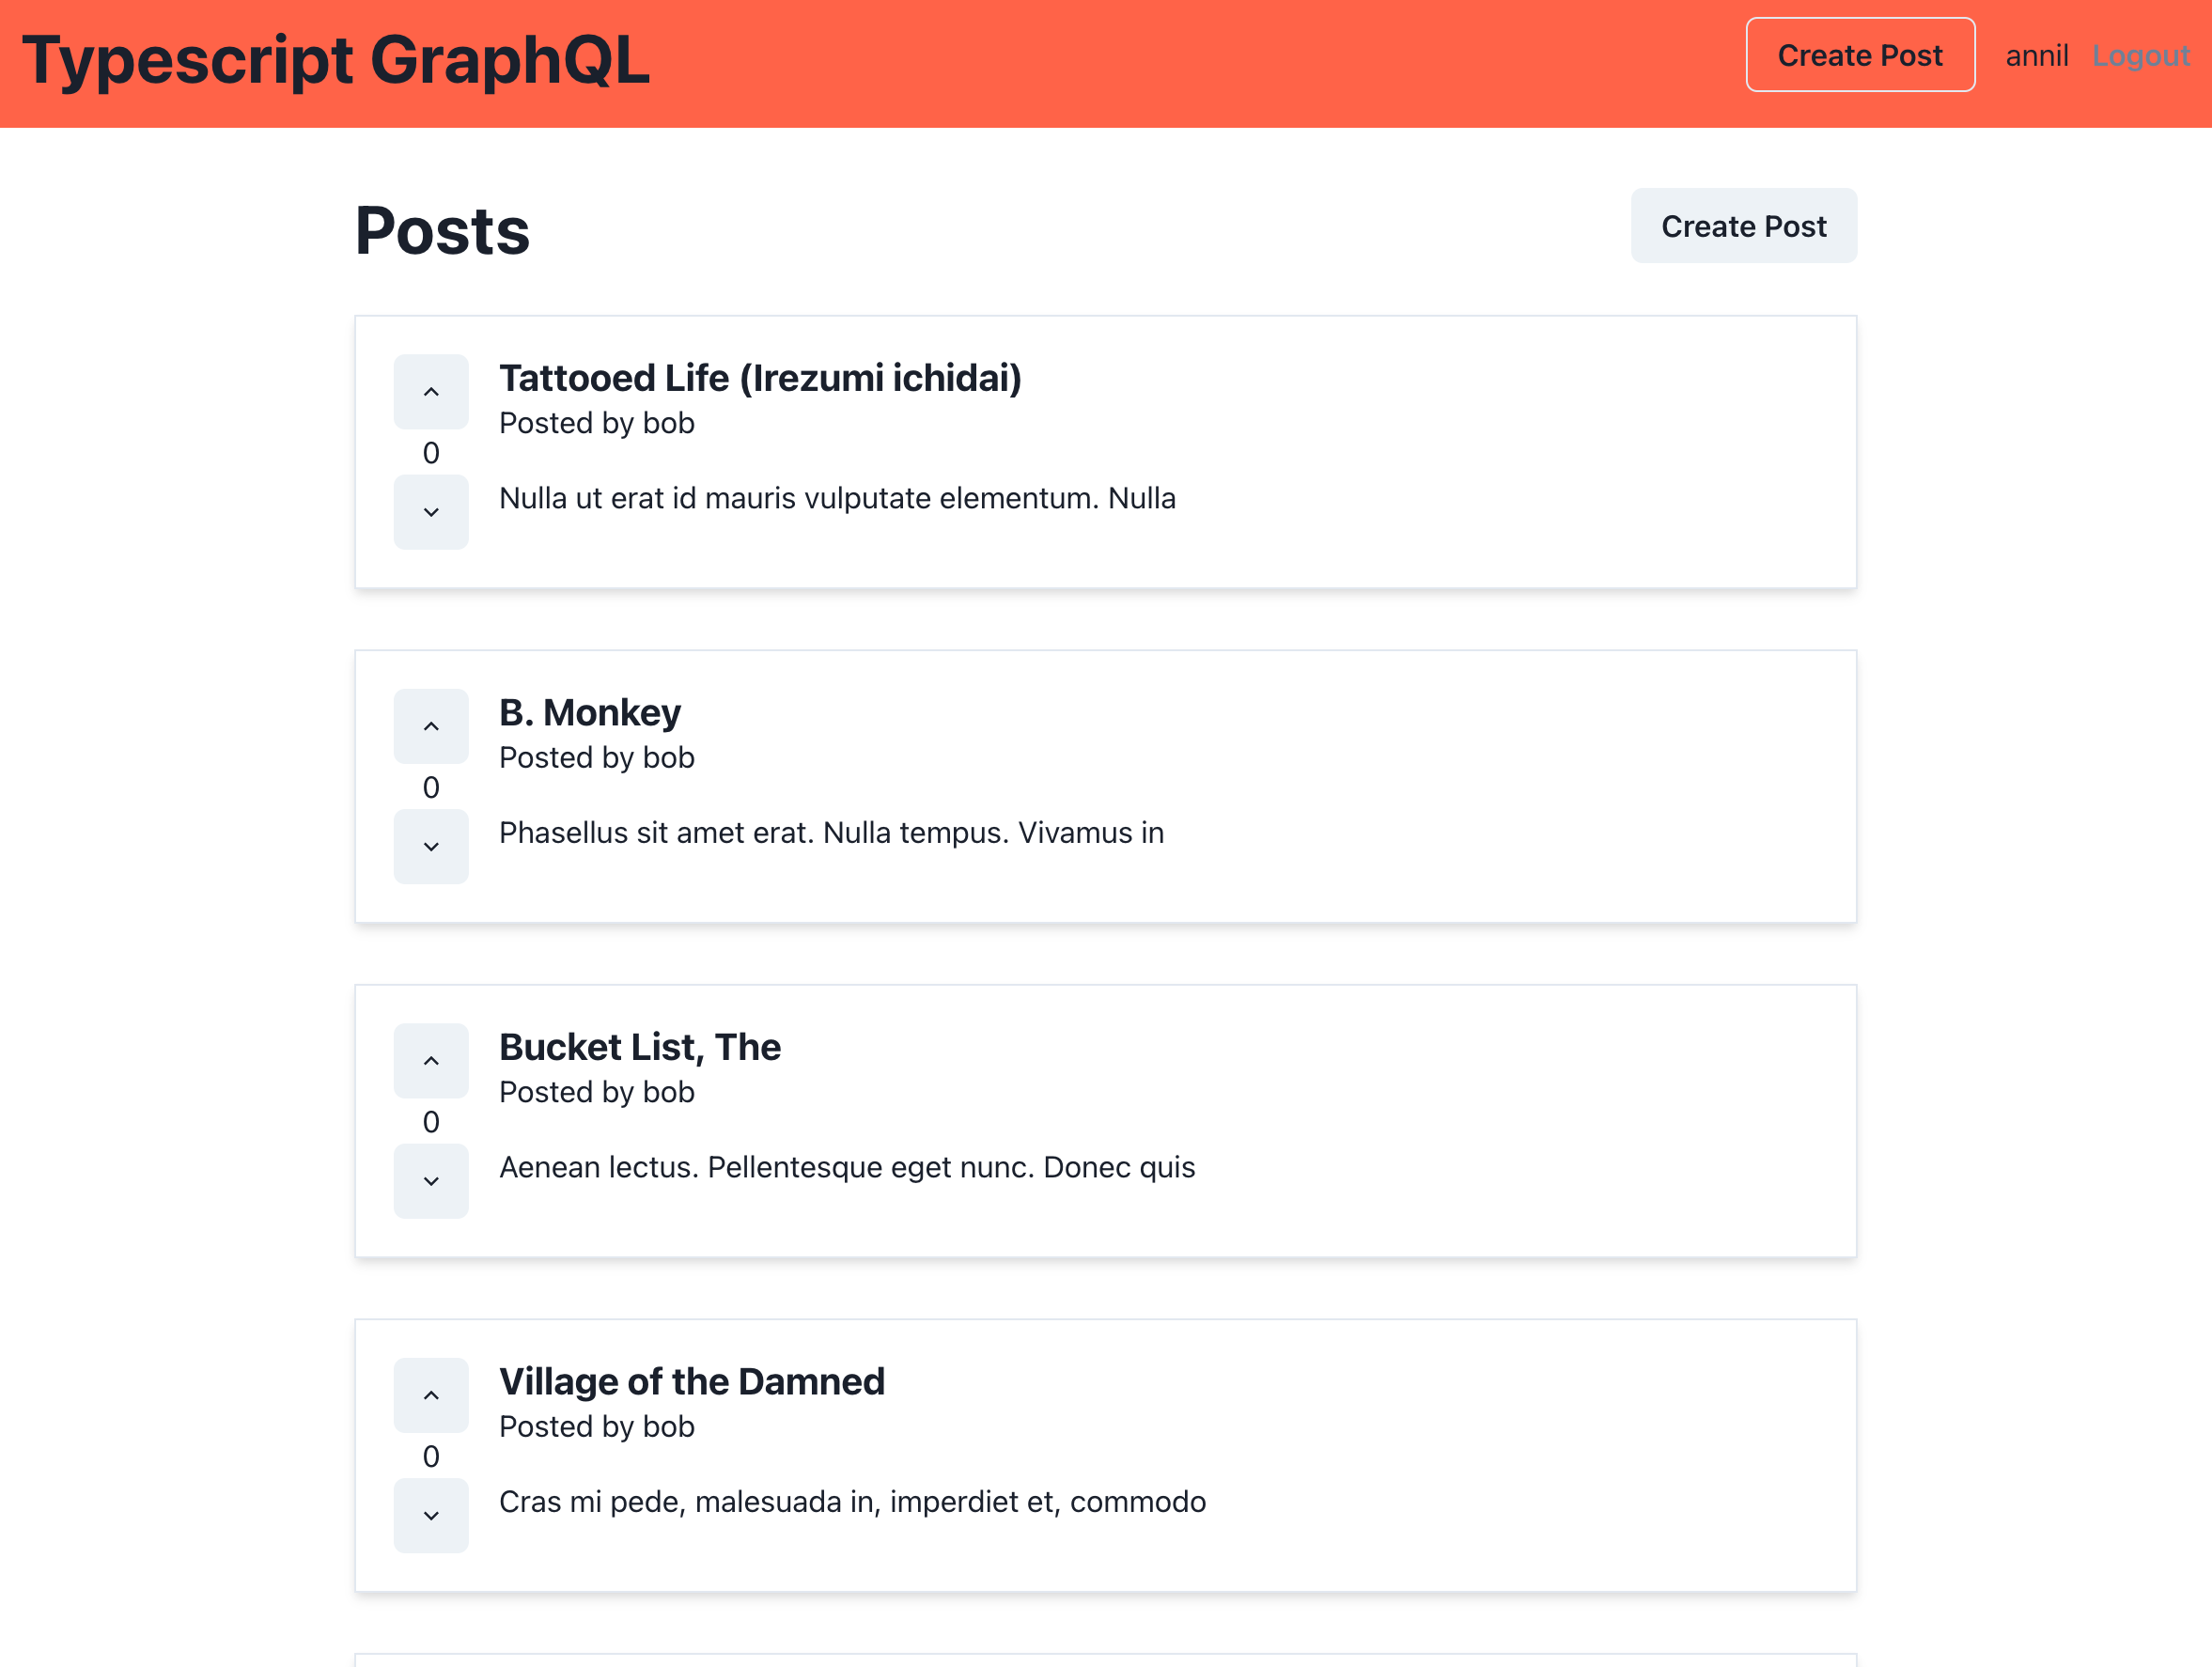 Typescript GraphQL
Create Post
annil
Logout
Posts
Create Post
Tattooed Life (Irezumi ichidai)
Posted by bob
0
Nulla ut erat id mauris vulputate elementum. Nulla
B. Monkey
Posted by bob
0
Phasellus sit amet erat. Nulla tempus. Vivamus in
Bucket List, The
Posted by bob
0
Aenean lectus. Pellentesque eget nunc. Donec quis
Village of the Damned
Posted by bob
0
Cras mi pede, malesuada in, imperdiet et, commodo